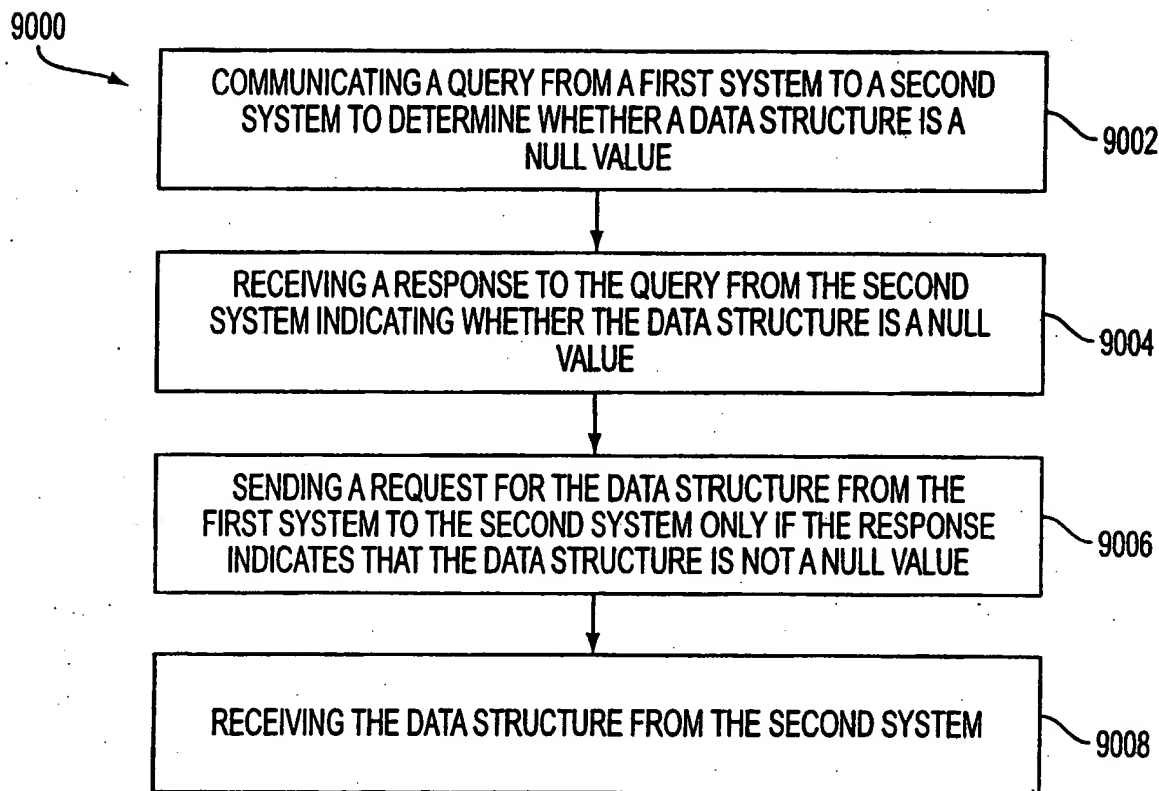 9000
COMMUNICATING A QUERY FROM A FIRST SYSTEM TO A SECOND
SYSTEM TO DETERMINE WHETHER A DATA STRUCTURE IS A
NULL VALUE
9002
RECEIVING A RESPONSE TO THE QUERY FROM THE SECOND
SYSTEM INDICATING WHETHER THE DATA STRUCTURE IS A NULL
VALUE
9004
SENDING A REQUEST FOR THE DATA STRUCTURE FROM THE
FIRST SYSTEM TO THE SECOND SYSTEM ONLY IF THE RESPONSE
INDICATES THAT THE DATA STRUCTURE IS NOT A NULL VALUE
9006
RECEIVING THE DATA STRUCTURE FROM THE SECOND SYSTEM
9008